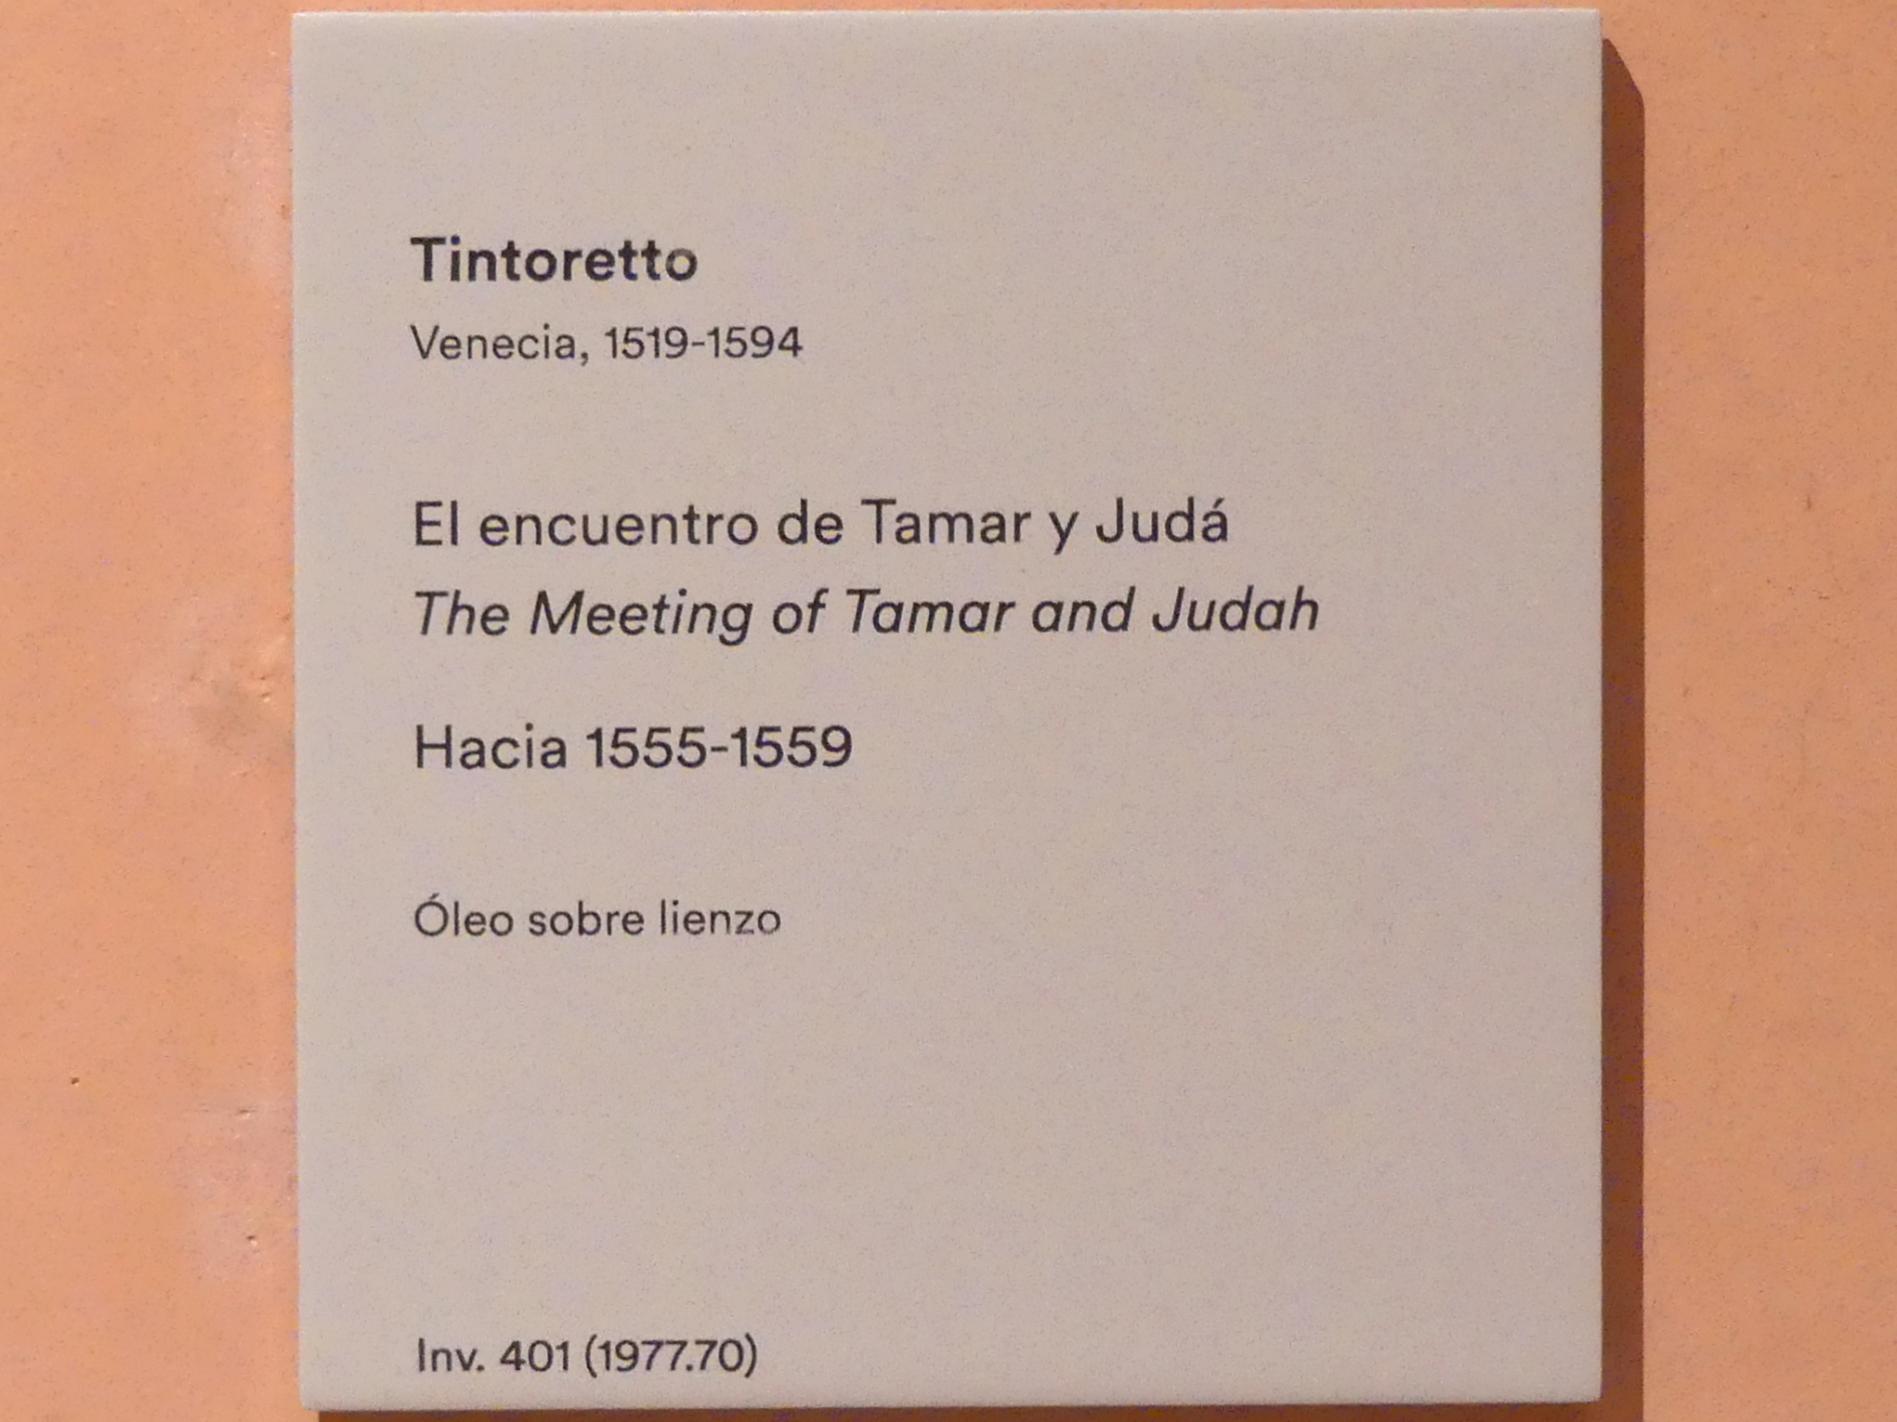 Tintoretto
Venecia, 1519-1594
El encuentro de Tamar y Judá
The Meeting of Tamar and Judah
Hacia 1555-1559
Óleo sobre lienzo
Inv. 401 (1977.70)